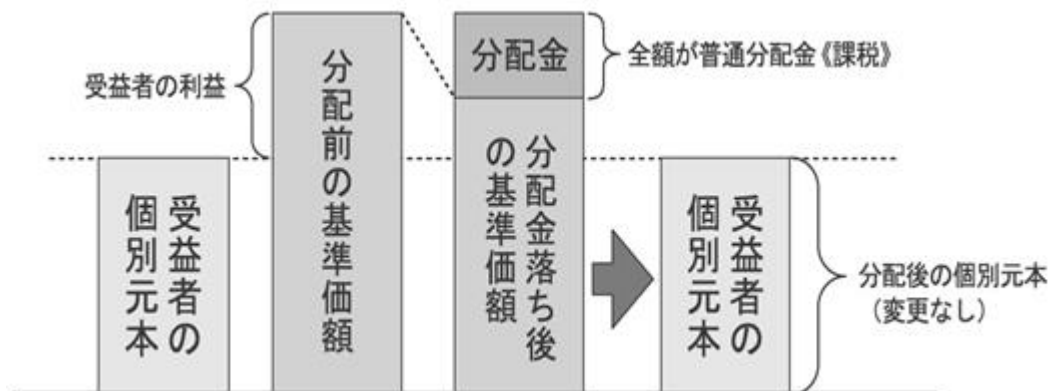 受益者の利益
受益者の
個別元本
分配前の基準価額
分配金
全額が普通分配金《課税》
分配金落ち後
の基準価額
受益者の
個別元本
分配後の個別元本
（変更なし）